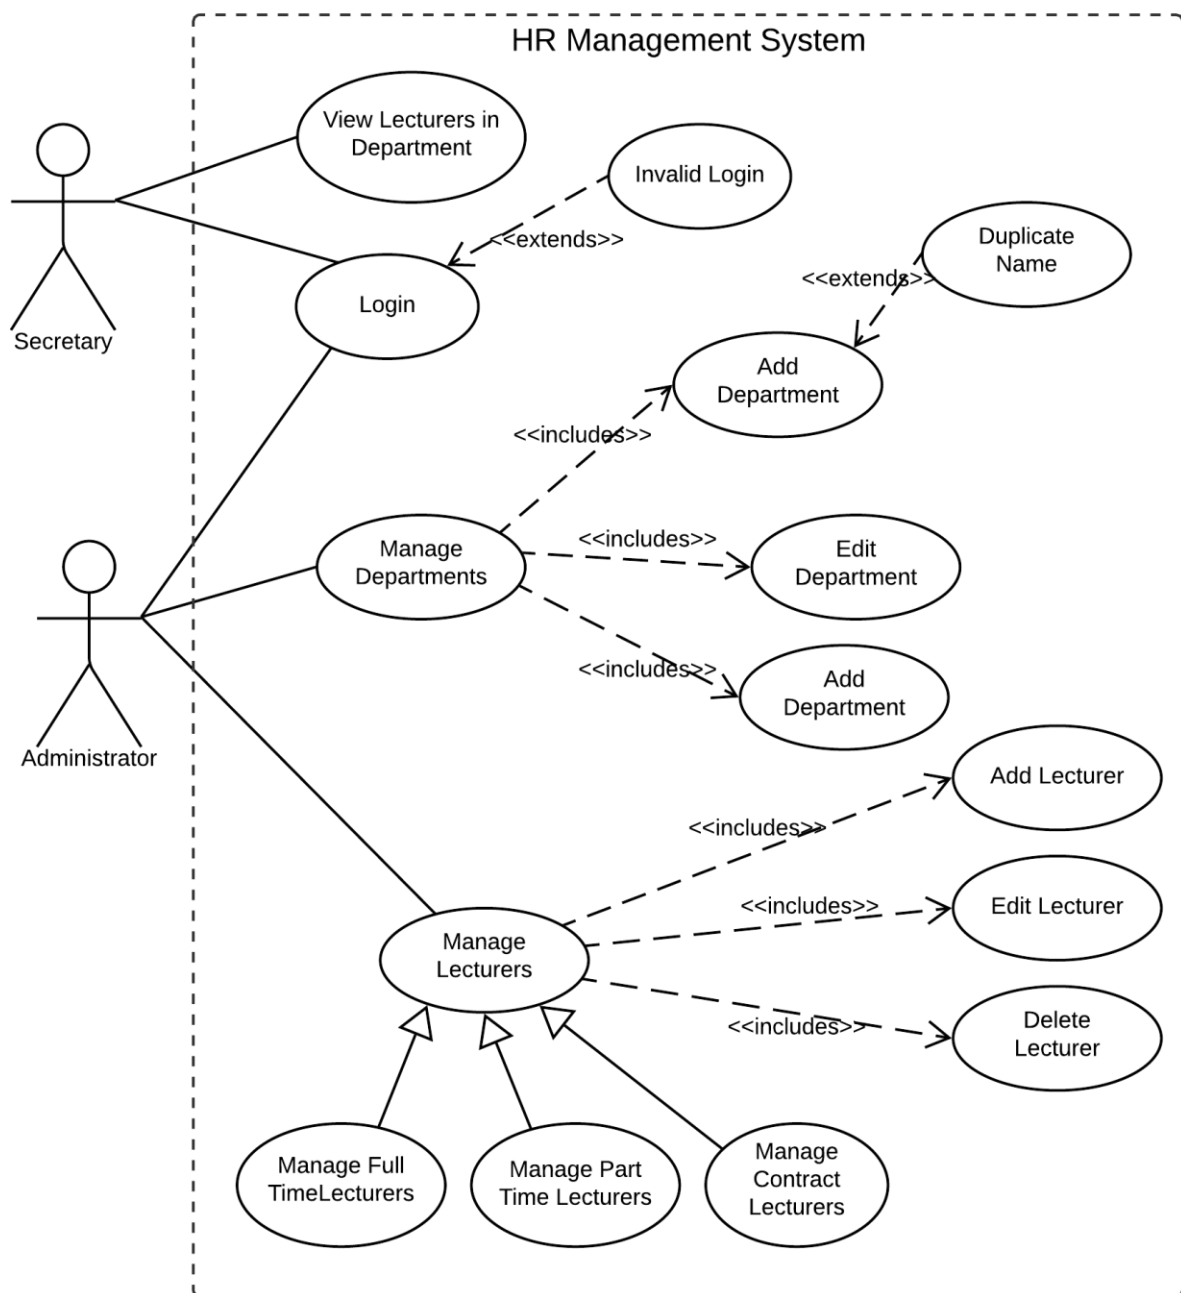 HR Management System
View Lecturers in
Department
Invalid Login
<<extends>>
Duplicate
Name
<<extends>>
Login
Secretary
Add
Department
<<includes>>
Manage
Departments
<<includes>>
Edit
Department
<<includes>>
Add
Department
Administrator
Add Lecturer
<<includes>>
<<includes>>
Edit Lecturer
Manage
Lecturers
<<includes>>
Delete
Lecturer
Manage Full
TimeLecturers
Manage Part
Time Lecturers
Manage
Contract
Lecturers